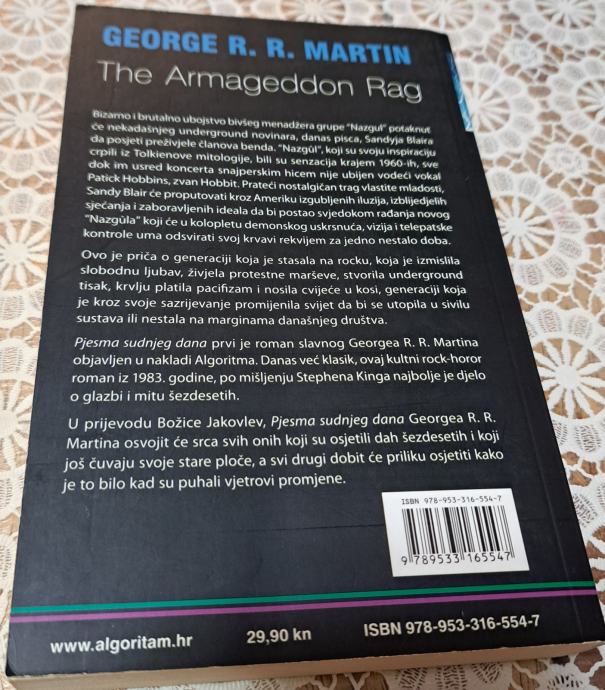 GEORGE R. R. MARTIN
The Armageddon Rag
Bizarno i brutalno ubojstvo bivšeg menadžera grupe "Nazgul" potaknut
će nekadašnjeg underground novinara, danas pisca, Sandyja Blaira
da posjeti preživjele članova benda. "Nazgûl", koji su svoju inspiraciju
crpili iz Tolkienove mitologije, bili su senzacija krajem 1960-ih, sve
dok im usred koncerta snajperskim hicem nije ubijen vodeći vokal
Patick Hobbins, zvan Hobbit. Prateći nostalgičan trag vlastite mladosti,
Sandy Blair će proputovati kroz Ameriku izgubljenih iluzija, izblijedjelih
sjećanja i zaboravljenih ideala da bi postao svjedokom rađanja novog
"Nazgûla" koji će u kolopletu demonskog uskrsnuća, vizija i telepatske
kontrole uma odsvirati svoj krvavi rekvijem za jedno nestalo doba.
Ovo je priča o generaciji koja je stasala na rocku, koja je izmislila
slobodnu ljubav, živjela protestne marševe, stvorila underground
tisak, krvlju platila pacifizam i nosila cvijeće u kosi, generaciji koja
je kroz svoje sazrijevanje promijenila svijet da bi se utopila u sivilu
sustava ili nestala na marginama današnjeg društva.
Pjesma sudnjeg dana prvi je roman slavnog Georgea R. R. Martina
objavljen u nakladi Algoritma. Danas već klasik, ovaj kultni rock-horor
roman iz 1983. godine, po mišljenju Stephena Kinga najbolje je djelo
o glazbi i mitu šezdesetih.
U prijevodu Božice Jakovlev, Pjesma sudnjeg dana Georgea R. R.
Martina osvojit će srca svih onih koji su osjetili dah šezdesetih i koji
još čuvaju svoje stare ploče, a svi drugi dobit će priliku osjetiti kako
je to bilo kad su puhali vjetrovi promjene.
ISBN 978-953-316-554-7
9 789533 165547
www.algoritam.hr 29,90 kn ISBN 978-953-316-554-7